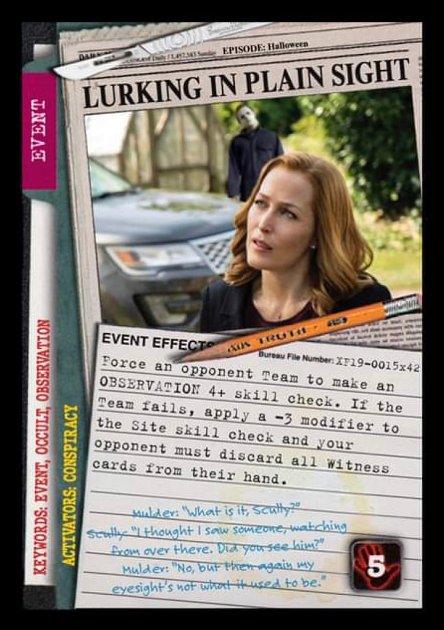 EPISODE: Halloween
LURKING IN PLAIN SIGHT
EVENT
EVENT EFFECTS
Bureau File Number: XF19-0015x42
Force an opponent Team to make an
OBSERVATION 4+ skill check. If the
Team fails, apply a -3 modifier to
the Site skill check and your
opponent must discard all Witness
cards from their hand.
Mulder: "What is it, Scully?"
Scully: "I thought I saw someone, watching
from over there. Did you see him?"
Mulder: "No, but then again my
eyesight's not what it used to be."
5
KEYWORDS: EVENT, OCCULT, OBSERVATION
ACTIVATORS: CONSPIRACY